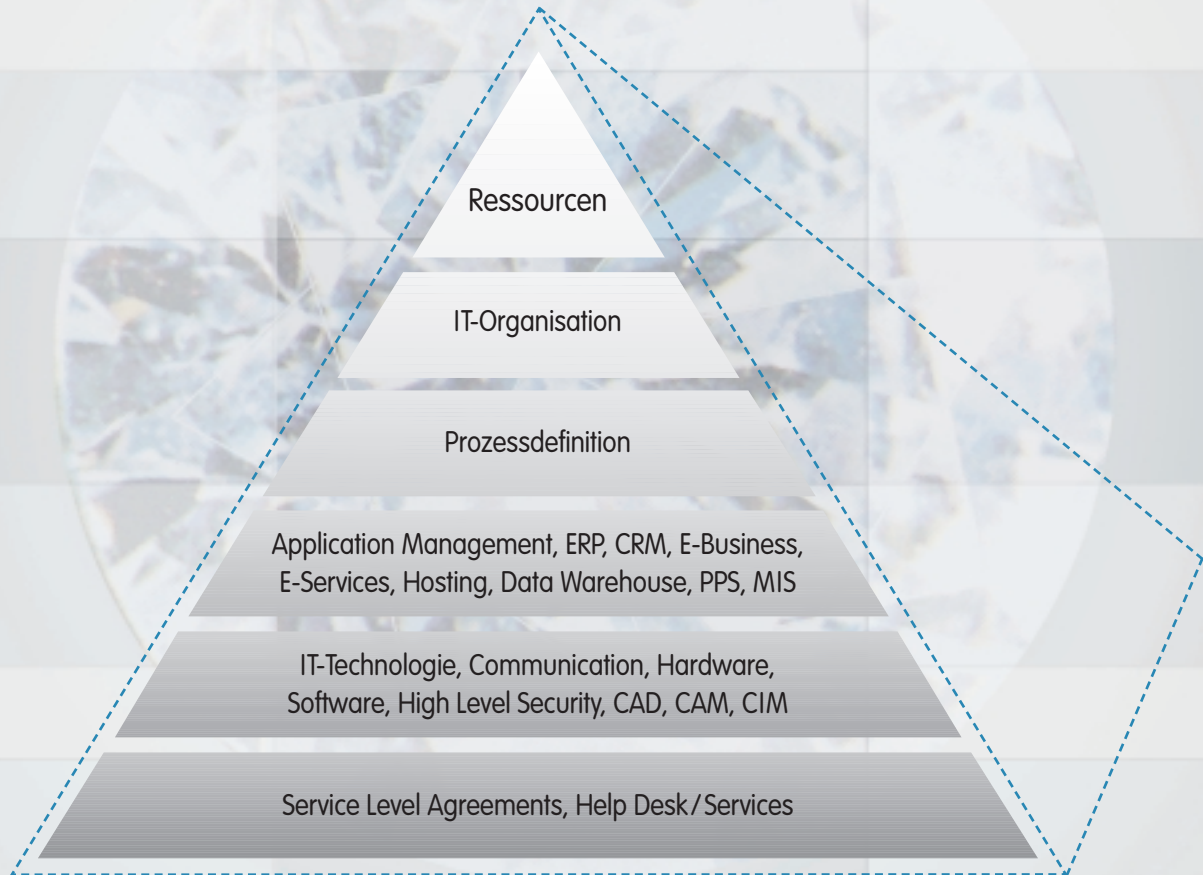 Ressourcen
IT-Organisation
Prozessdefinition
Application Management, ERP, CRM, E-Business,
E-Services, Hosting, Data Warehouse, PPS, MIS
IT-Technologie, Communication, Hardware,
Software, High Level Security, CAD, CAM, CIM
Service Level Agreements, Help Desk/Services